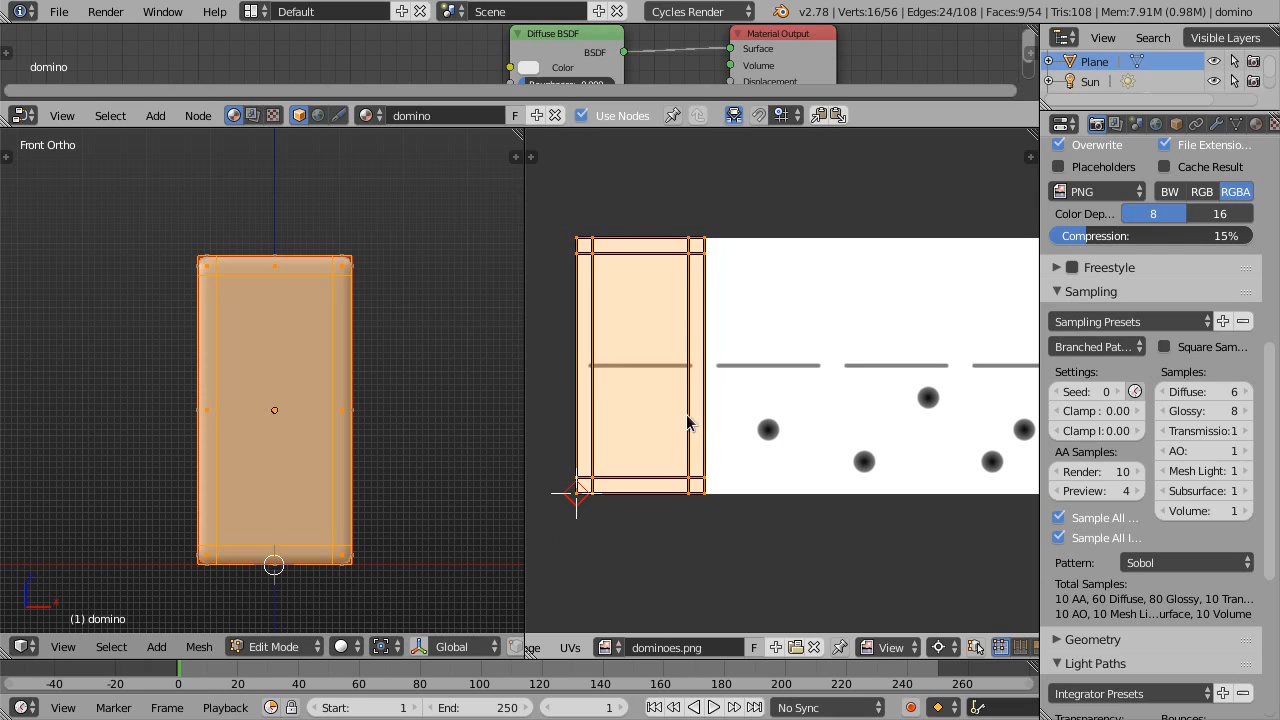 File Render Window Help Default Scene Cycles Render v2.78 | Verts:16/56 | Edges:24/108 | Faces:9/54 | Tris:108 | Mem:7.91M (0.98M) | domino
Diffuse BSDF Material Output
View Search Visible Layers
BSDF Surface
Plane
domino Color Volume
Sun
Displacement
View Select Add Node domino F Use Nodes
Front Ortho
Overwrite File Extensio...
Placeholders Cache Result
PNG BW RGB RGBA
Color Dep... 8 16
Compression: 15%
Freestyle
Sampling
Sampling Presets
Branched Pat... Square Sam...
Settings: Samples:
Seed: 0 Diffuse: 6
Clamp : 0.00 Glossy: 8
Clamp I: 0.00 Transmissio: 1
AA Samples: AO: 1
Render: 10 Mesh Light: 1
Preview: 4 Subsurface: 1
Sample All ... Volume: 1
Sample All I...
Pattern: Sobol
Total Samples:
10 AA, 60 Diffuse, 80 Glossy, 10 Tran...
10 AO, 10 Mesh Li...urface, 10 Volume
(1) domino
Geometry
View Select Add Mesh Edit Mode Global ge UVs dominoes.png F View
Light Paths
-40 -20 0 20 40 60 80 100 120 140 160 180 200 220 240 260
Integrator Presets
View Marker Frame Playback Start: 1 End: 250 1 No Sync